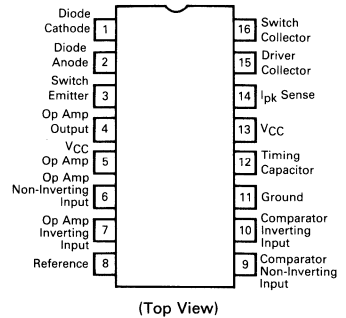 Diode
Cathode 1
Diode
Anode 2
Switch
Emitter 3
Op Amp
Output 4
VCC
Op Amp 5
Op Amp
Non-Inverting 6
Input
Op Amp
Inverting 7
Input
Reference 8
16 Switch
Collector
15 Driver
Collector
14 Ipk Sense
13 VCC
12 Timing
Capacitor
11 Ground
Comparator
10 Inverting
Input
9 Comparator
Non-Inverting
Input
(Top View)